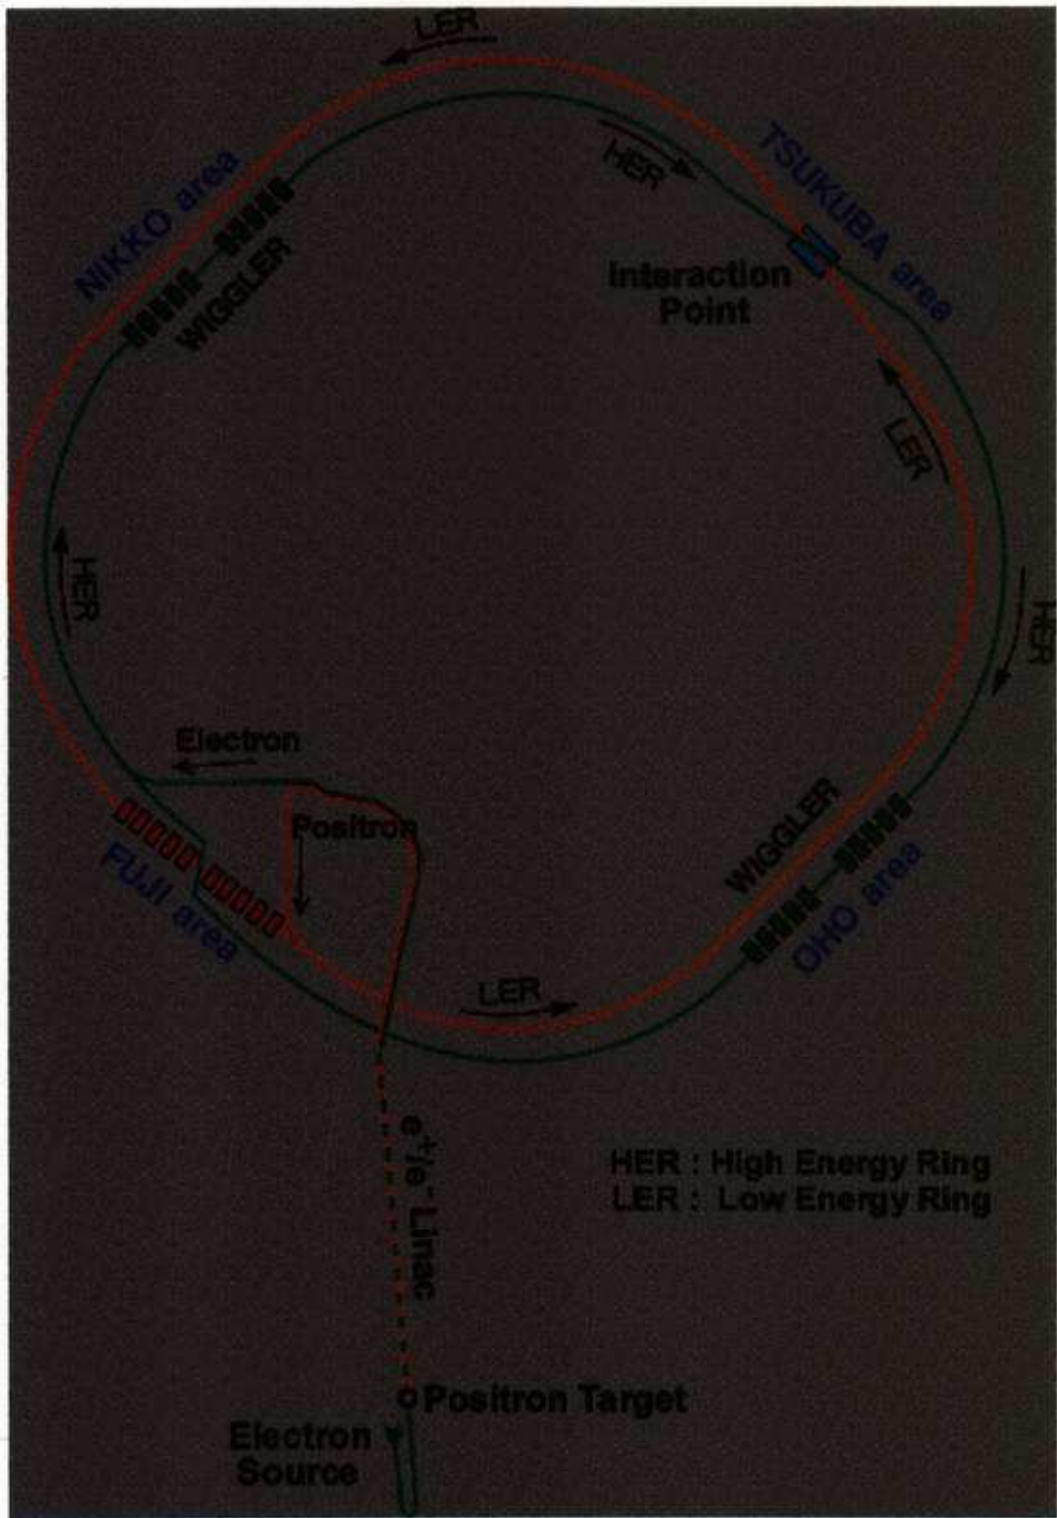 LER
HER
TSUKUBA area
NIKKO area
WIGGLER
Interaction
Point
LER
HER
HER
Electron
Positron
WIGGLER
FUJI area
OHO area
LER
e+/e- Linac
HER : High Energy Ring
LER : Low Energy Ring
Positron Target
Electron
Source